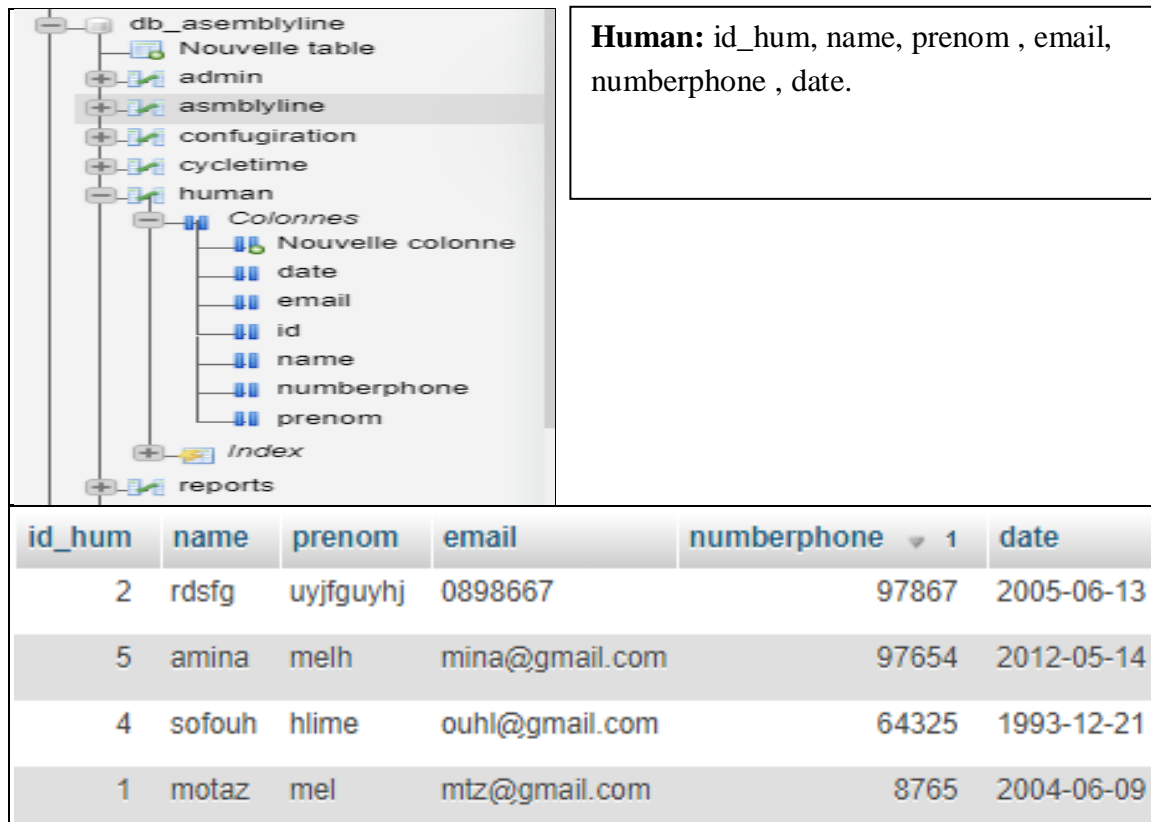 db_asemblyline
Nouvelle table
admin
asmblyline
confugiration
cycletime
human
Colonnes
Nouvelle colonne
date
email
id
name
numberphone
prenom
Index
reports
Human: id_hum, name, prenom , email,
numberphone , date.
id_hum name prenom email numberphone 1 date
2 rdsfg uyjfguyhj 0898667 97867 2005-06-13
5 amina melh mina@gmail.com 97654 2012-05-14
4 sofouh hlime ouhl@gmail.com 64325 1993-12-21
1 motaz mel mtz@gmail.com 8765 2004-06-09